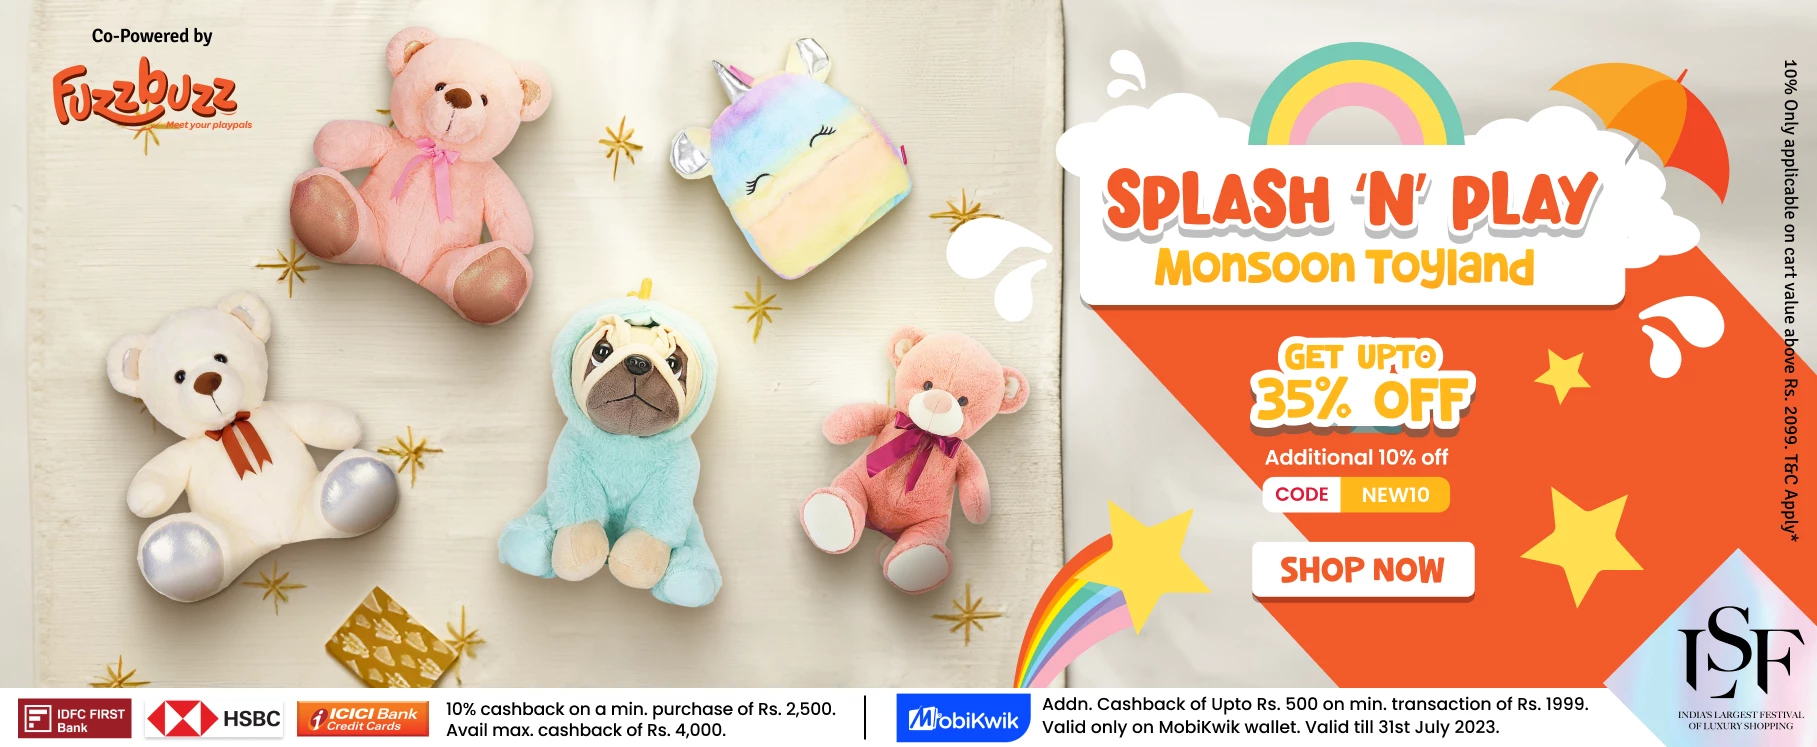 Co-Powered by
Fuzzbuzz
Meet your playpals
SPLASH 'N' PLAY
Monsoon Toyland
GET UPTO
35% OFF
Additional 10% off
CODE NEW10
SHOP NOW
10% Only applicable on cart value above Rs. 2099. T&C Apply*
LSF
INDIA'S LARGEST FESTIVAL
OF LUXURY SHOPPING
IDFC FIRST
Bank
HSBC
ICICI Bank
Credit Cards
10% cashback on a min. purchase of Rs. 2,500.
Avail max. cashback of Rs. 4,000.
MobiKwik
Addn. Cashback of Upto Rs. 500 on min. transaction of Rs. 1999.
Valid only on MobiKwik wallet. Valid till 31st July 2023.